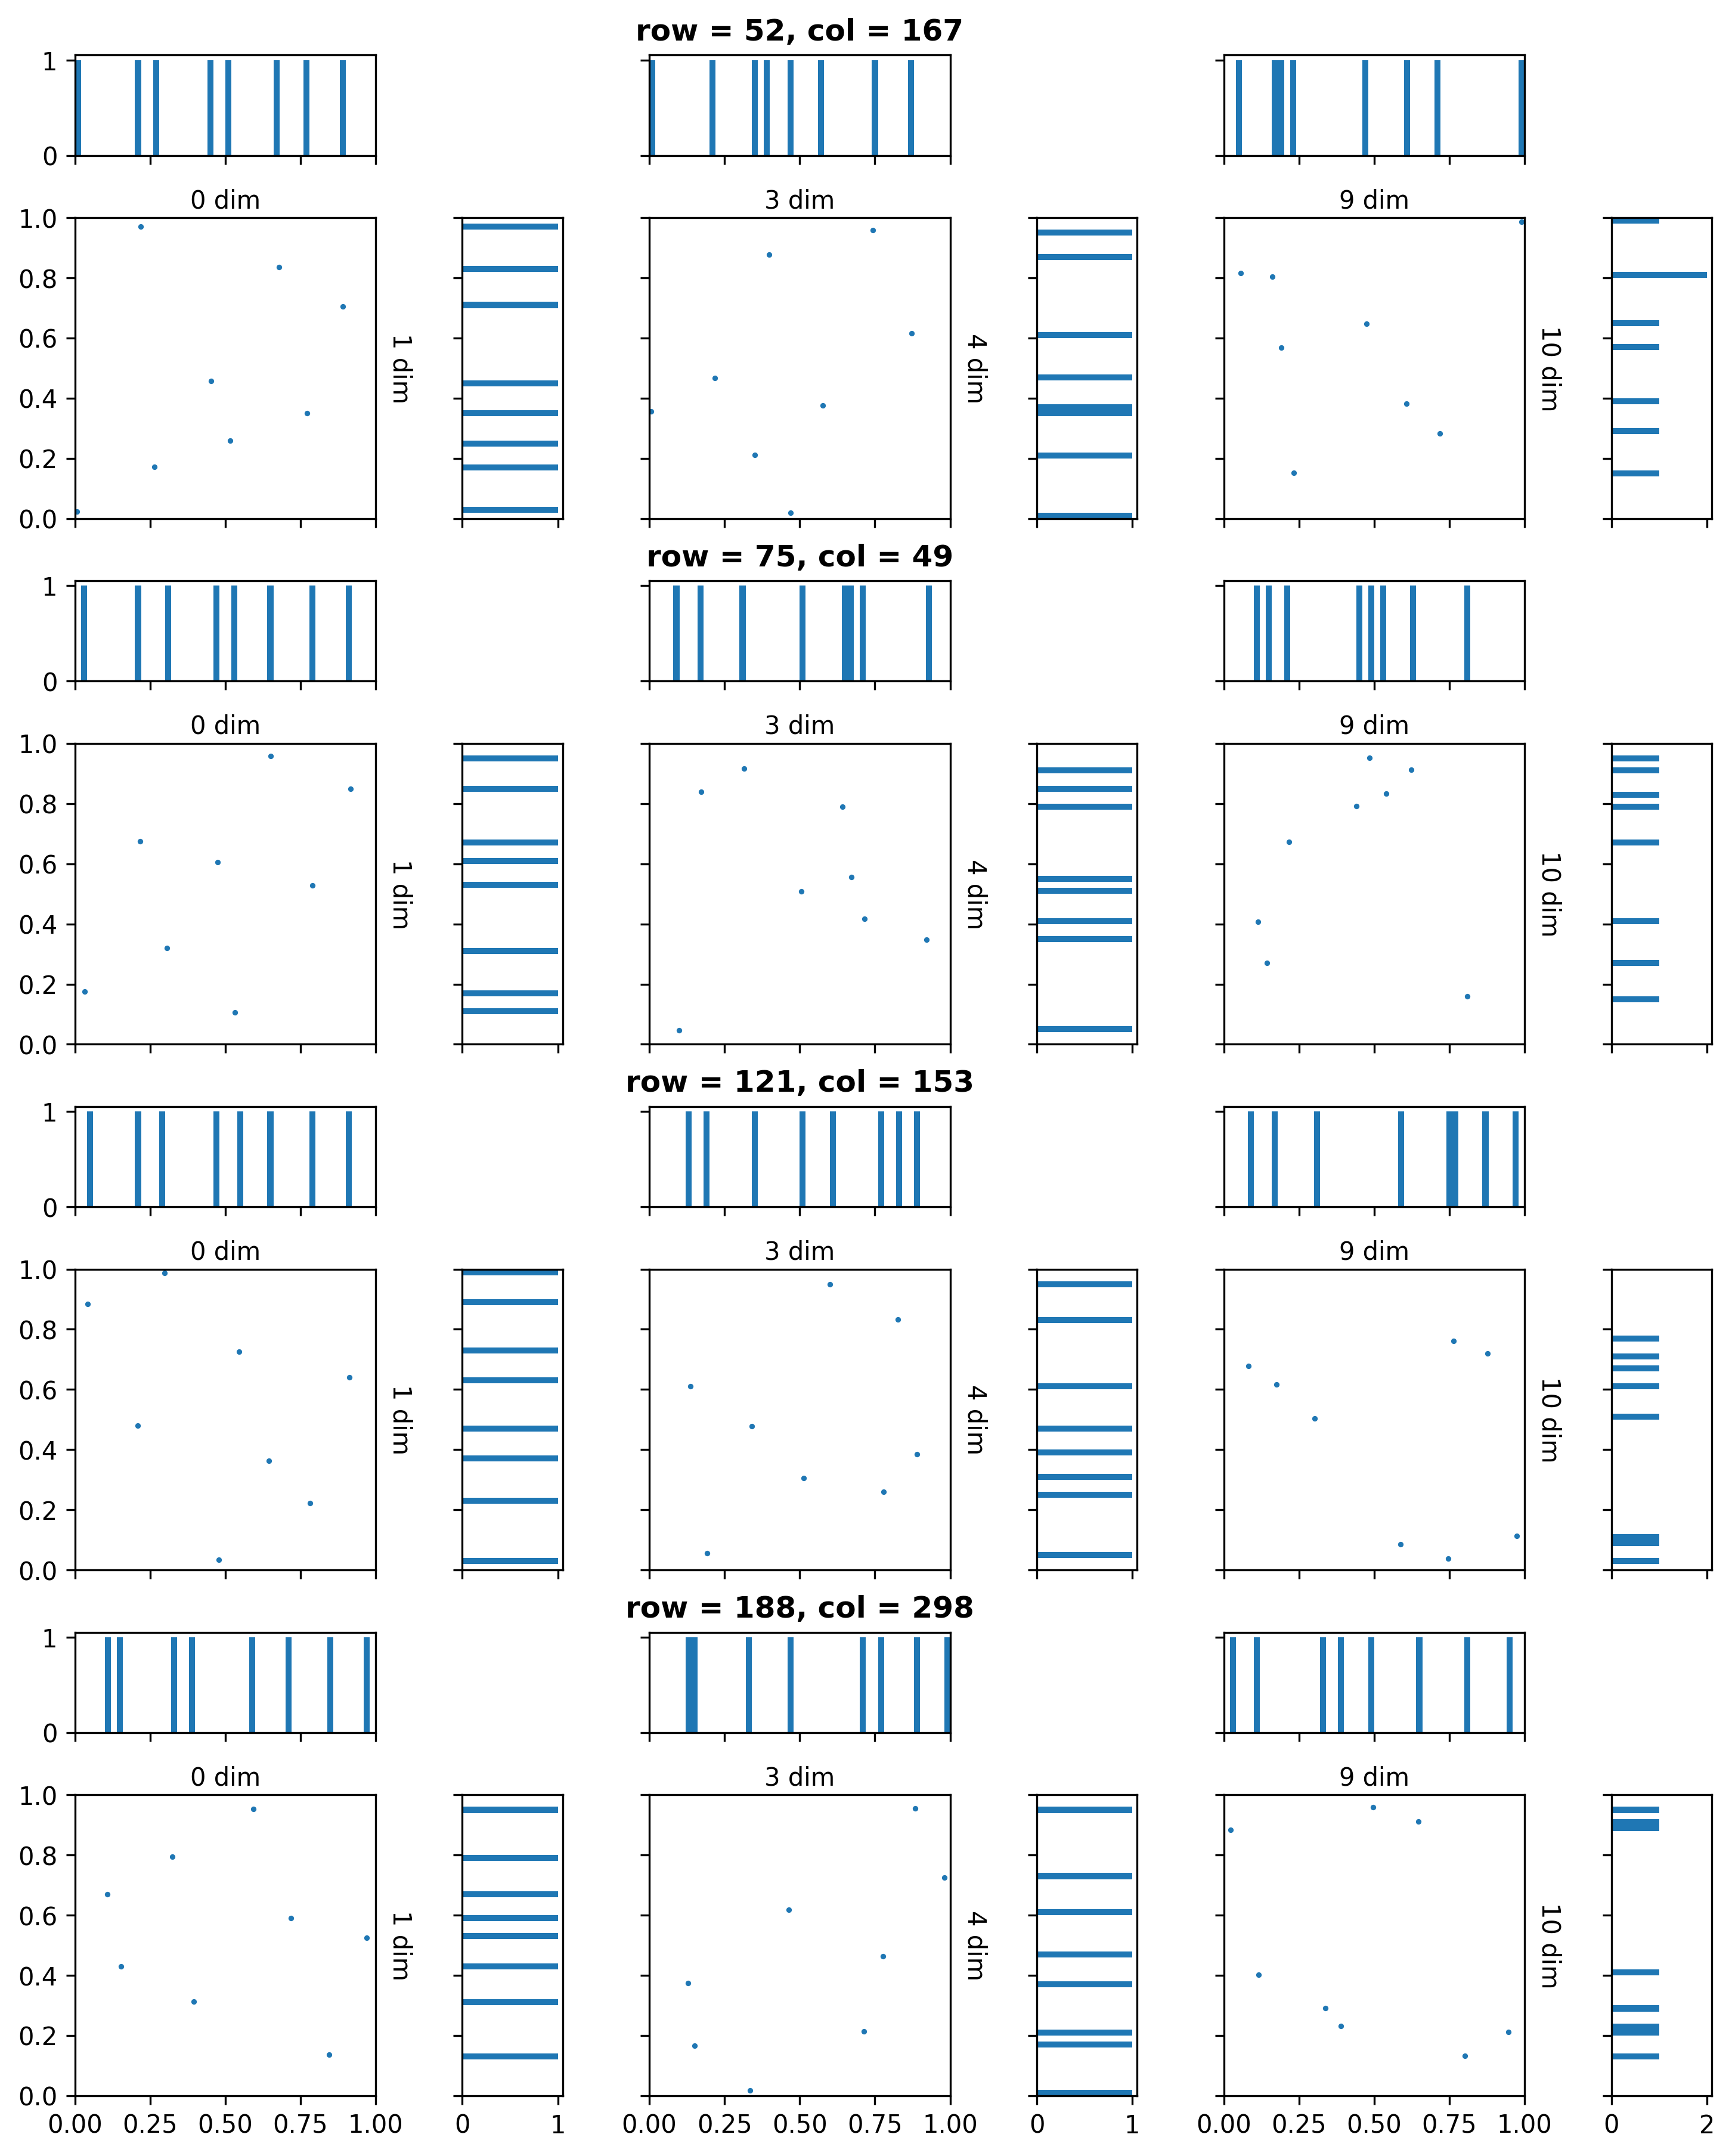 row = 52, col = 167
1
0
0 dim
3 dim
9 dim
1.0
0.8
0.6
0.4
0.2
0.0
1 dim
4 dim
10 dim
row = 75, col = 49
1
0
0 dim
3 dim
9 dim
1.0
0.8
0.6
0.4
0.2
0.0
1 dim
4 dim
10 dim
row = 121, col = 153
1
0
0 dim
3 dim
9 dim
1.0
0.8
0.6
0.4
0.2
0.0
1 dim
4 dim
10 dim
row = 188, col = 298
1
0
0 dim
3 dim
9 dim
1.0
0.8
0.6
0.4
0.2
0.0
1 dim
4 dim
10 dim
0.00 0.25 0.50 0.75 1.00 0 1 0.00 0.25 0.50 0.75 1.00 0 1 0.00 0.25 0.50 0.75 1.00 0 2